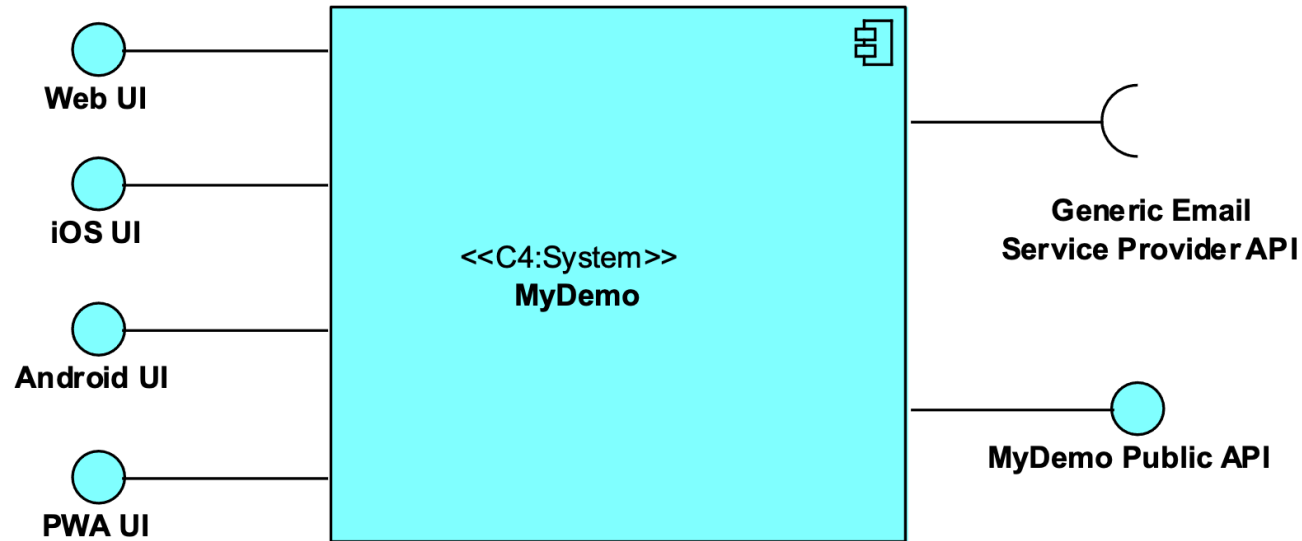 Web UI
iOS UI
Android UI
PWA UI
<<C4:System>>
MyDemo
Generic Email
Service Provider API
MyDemo Public API